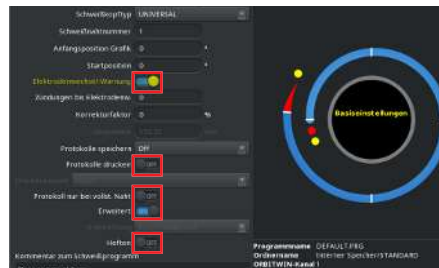 Schweißkopftyp UNIVERSAL
Schweißnahtnummer 1
Anfangsposition Grafik 0 °
Startposition 0 °
Elektrodenwechsel-Warnung
Zündungen bis Elektrodenw 0
Korrekturfaktor 0 %
Protokolle speichern Off
Protokolle drucken Off
Protokoll nur bei vollst. Naht Off
Erweitert
Heften Off
Kommentar zum Schweißprogramm
Basiseinstellungen
Programmname DEFAULT.PRG
Ordnername Interner Speicher/STANDARD
ORBITWIN-Kanal 1